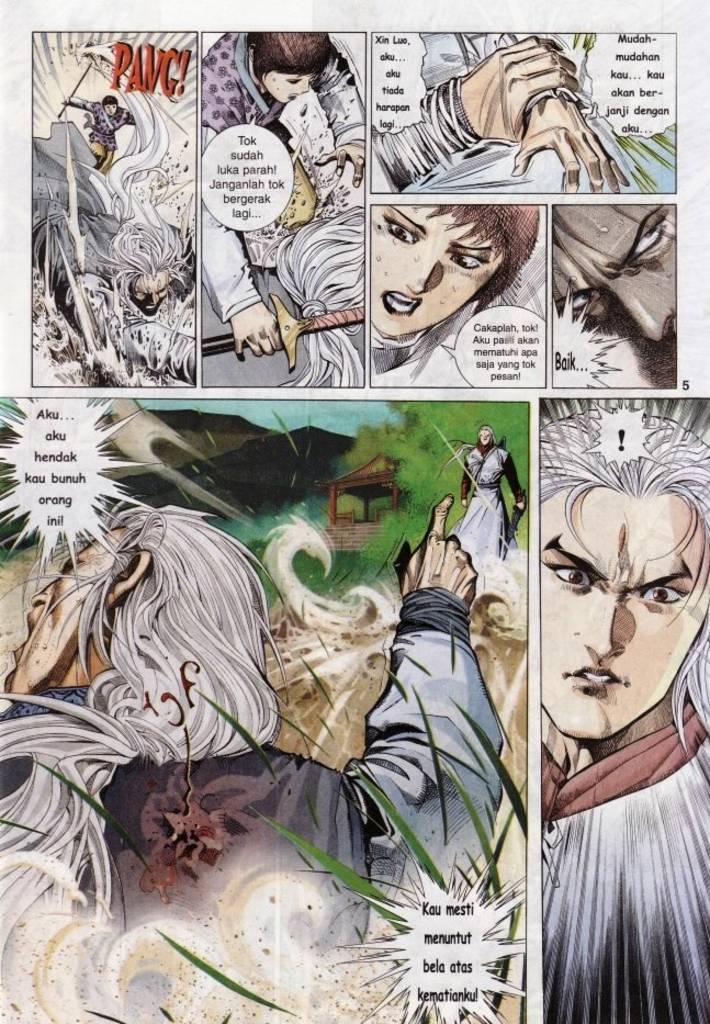 PANG!
Tok
sudah
luka parah!
Janganlah tok
bergerak
lagi...
Xin Luo,
aku...
aku
tiada
harapan
lagi...
Mudah-
mudahan
kau... kau
akan ber-
janji dengan
aku...
Cakaplah, tok!
Aku pasti akan
mematuhi apa
saja yang tok
pesan!
Baik...
5
Aku...
aku
hendak
kau bunuh
orang
ini!
Kau mesti
menuntut
bela atas
kematianku!
!